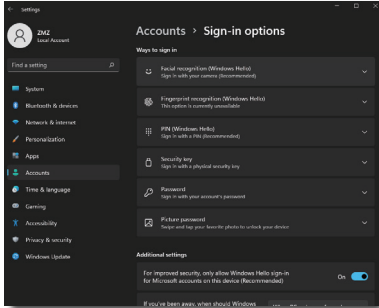 Settings
ZMZ
Local Account
Find a setting
System
Bluetooth & devices
Network & internet
Personalization
Apps
Accounts
Time & language
Gaming
Accessibility
Privacy & security
Windows Update
Accounts > Sign-in options
Ways to sign in
Facial recognition (Windows Hello)
Sign in with your camera (Recommended)
Fingerprint recognition (Windows Hello)
This option is currently unavailable
PIN (Windows Hello)
Sign in with a PIN (Recommended)
Security key
Sign in with a physical security key
Password
Sign in with your account's password
Picture password
Swipe and tap your favorite photo to unlock your device
Additional settings
For improved security, only allow Windows Hello sign-in
for Microsoft accounts on this device (Recommended)
On
If you've been away, when should Windows